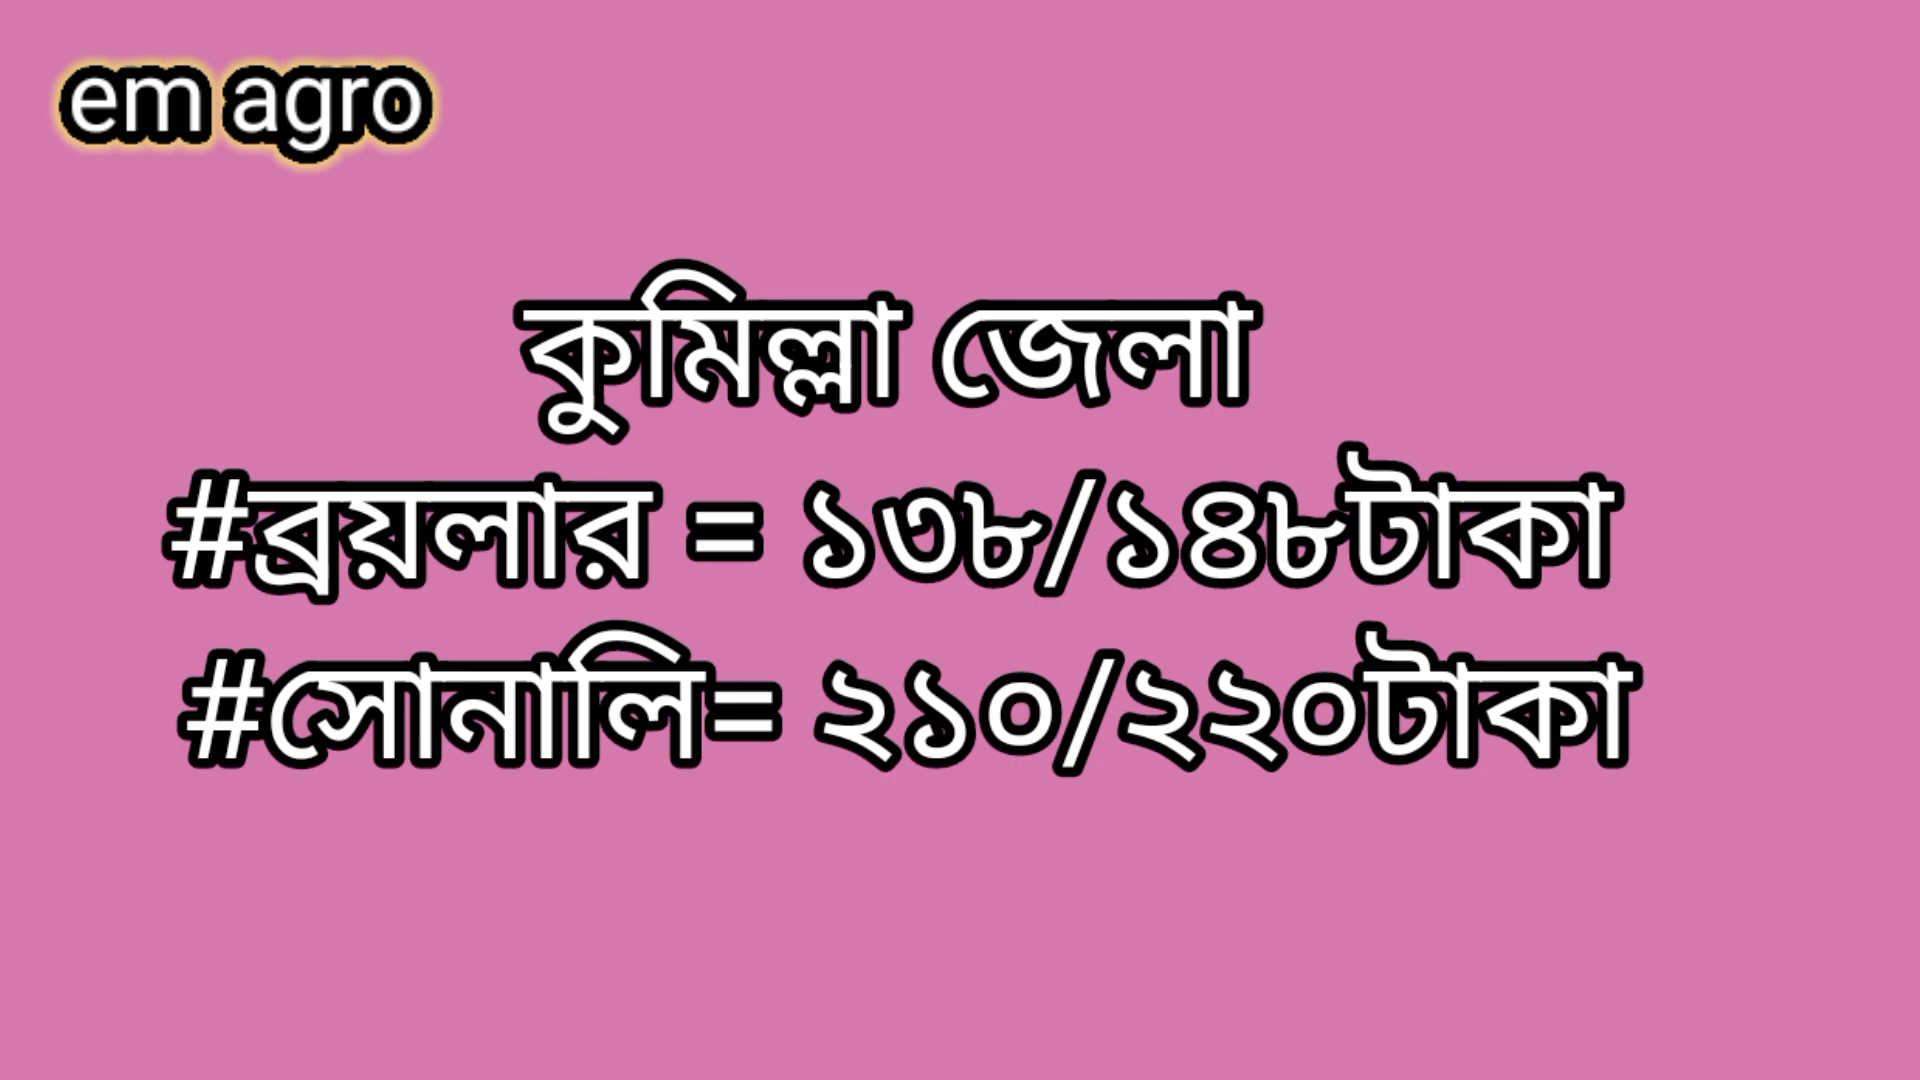 em agro
কুমিল্লা জেলা
#ব্রয়লার = ১৩৮/১৪৮টাকা
#সোনালি= ২১০/২২০টাকা